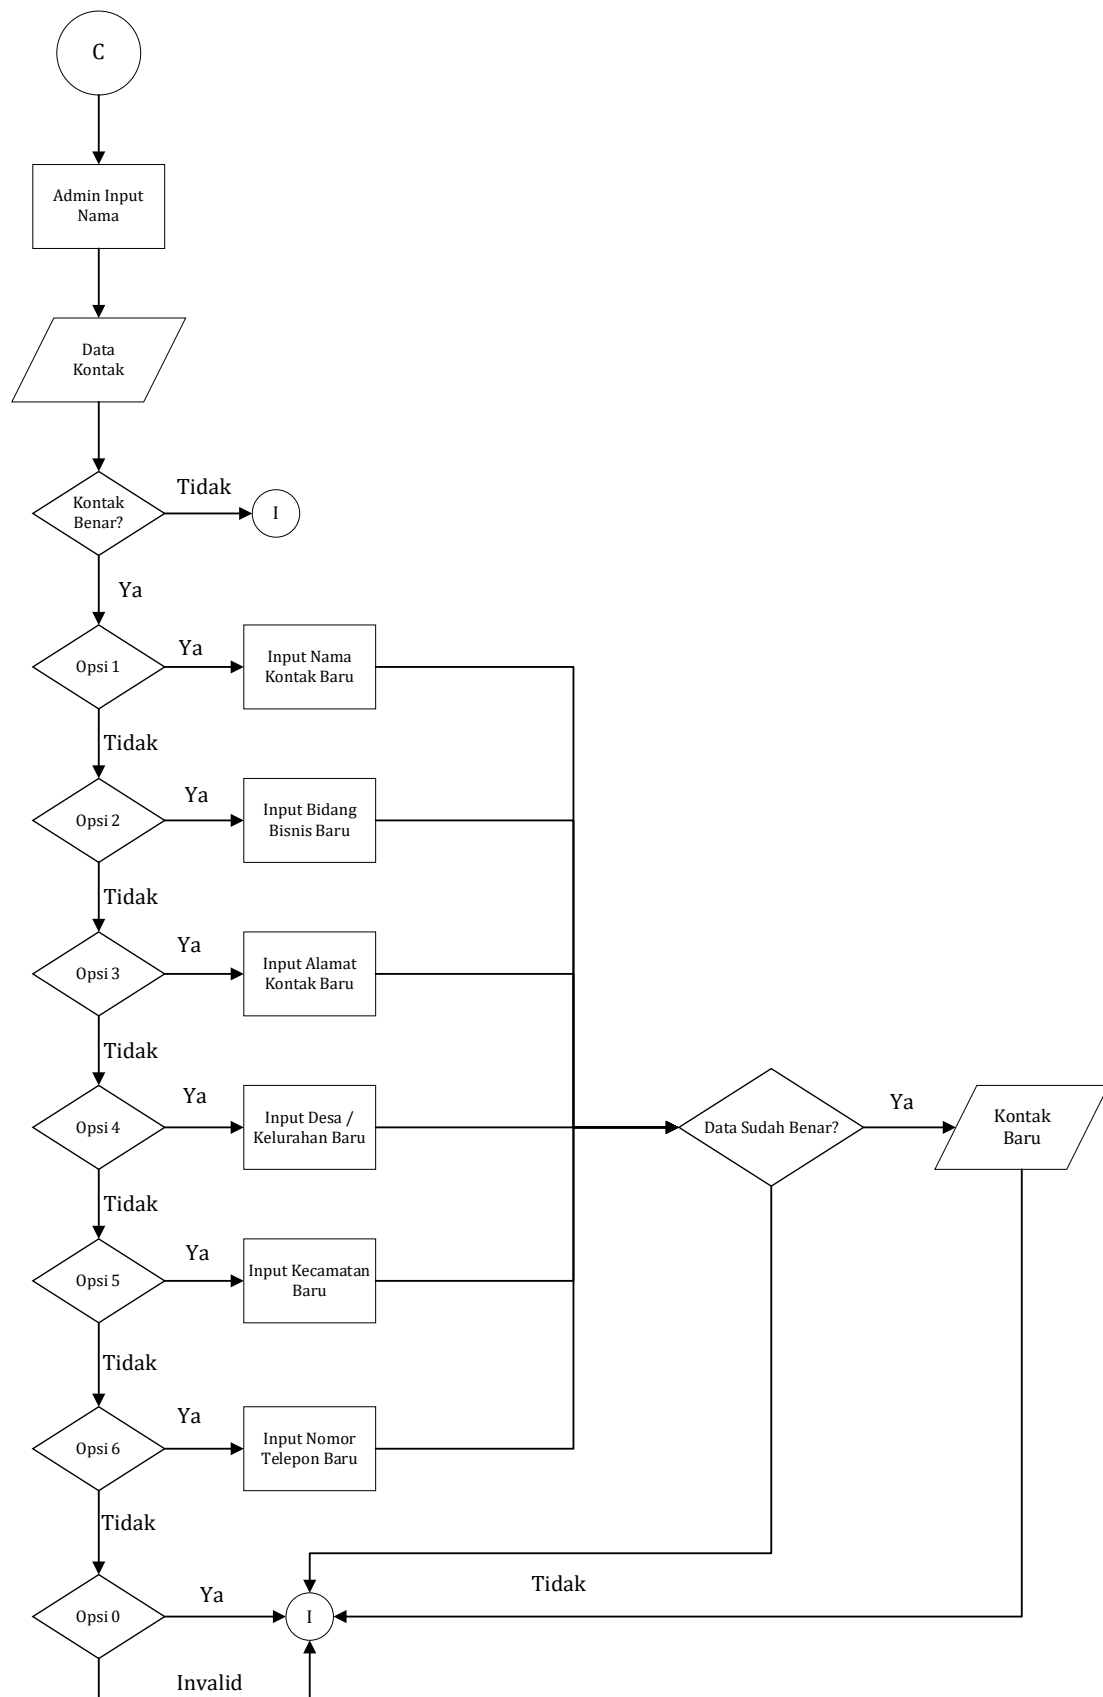 C
Admin Input
Nama
Data
Kontak
Kontak
Benar?
Tidak
I
Ya
Opsi 1
Ya
Input Nama
Kontak Baru
Tidak
Opsi 2
Ya
Input Bidang
Bisnis Baru
Tidak
Opsi 3
Ya
Input Alamat
Kontak Baru
Tidak
Opsi 4
Ya
Input Desa /
Kelurahan Baru
Data Sudah Benar?
Ya
Kontak
Baru
Tidak
Opsi 5
Ya
Input Kecamatan
Baru
Tidak
Opsi 6
Ya
Input Nomor
Telepon Baru
Tidak
Opsi 0
Ya
I
Tidak
Invalid